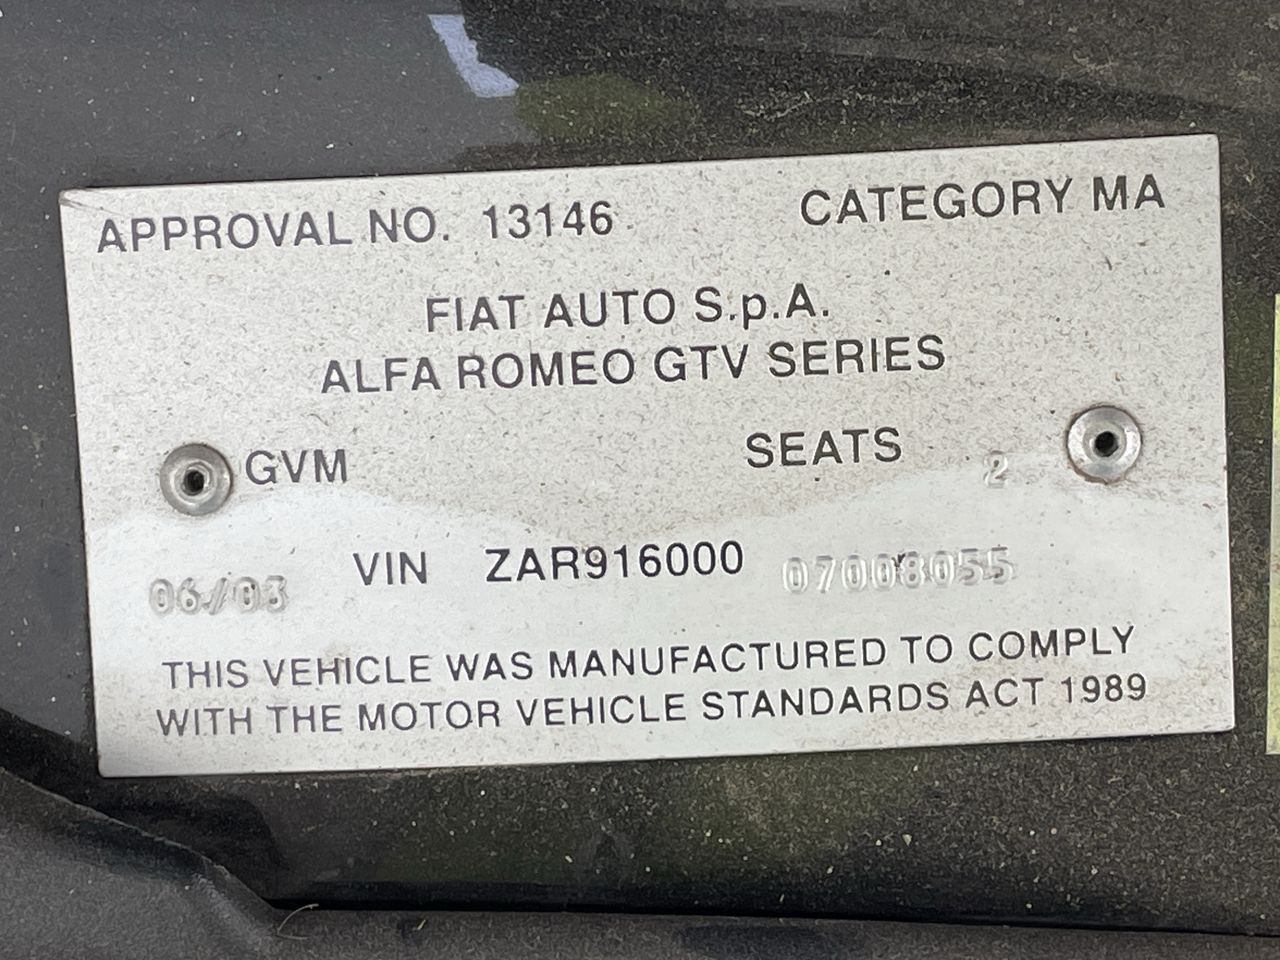 APPROVAL NO. 13146 CATEGORY MA
FIAT AUTO S.p.A.
ALFA ROMEO GTV SERIES
GVM SEATS 2
06/03 VIN ZAR916000 07008055
THIS VEHICLE WAS MANUFACTURED TO COMPLY
WITH THE MOTOR VEHICLE STANDARDS ACT 1989